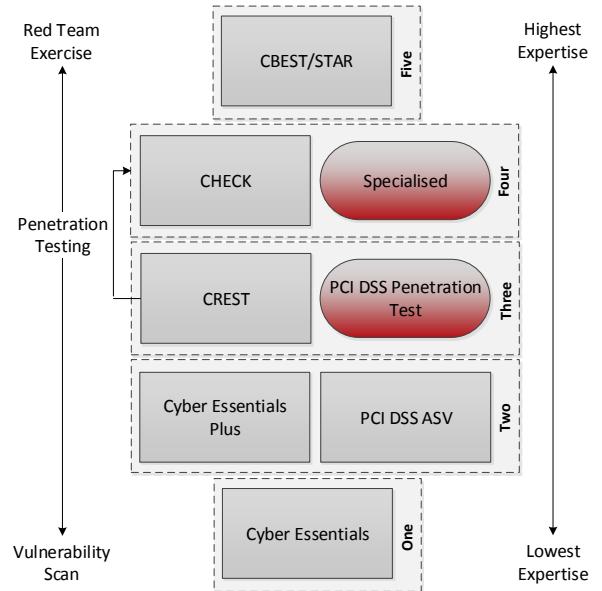 Red Team
Exercise
Highest
Expertise
CBEST/STAR
Five
CHECK
Specialised
Four
Penetration
Testing
CREST
PCI DSS Penetration
Test
Three
Cyber Essentials
Plus
PCI DSS ASV
Two
Cyber Essentials
One
Vulnerability
Scan
Lowest
Expertise